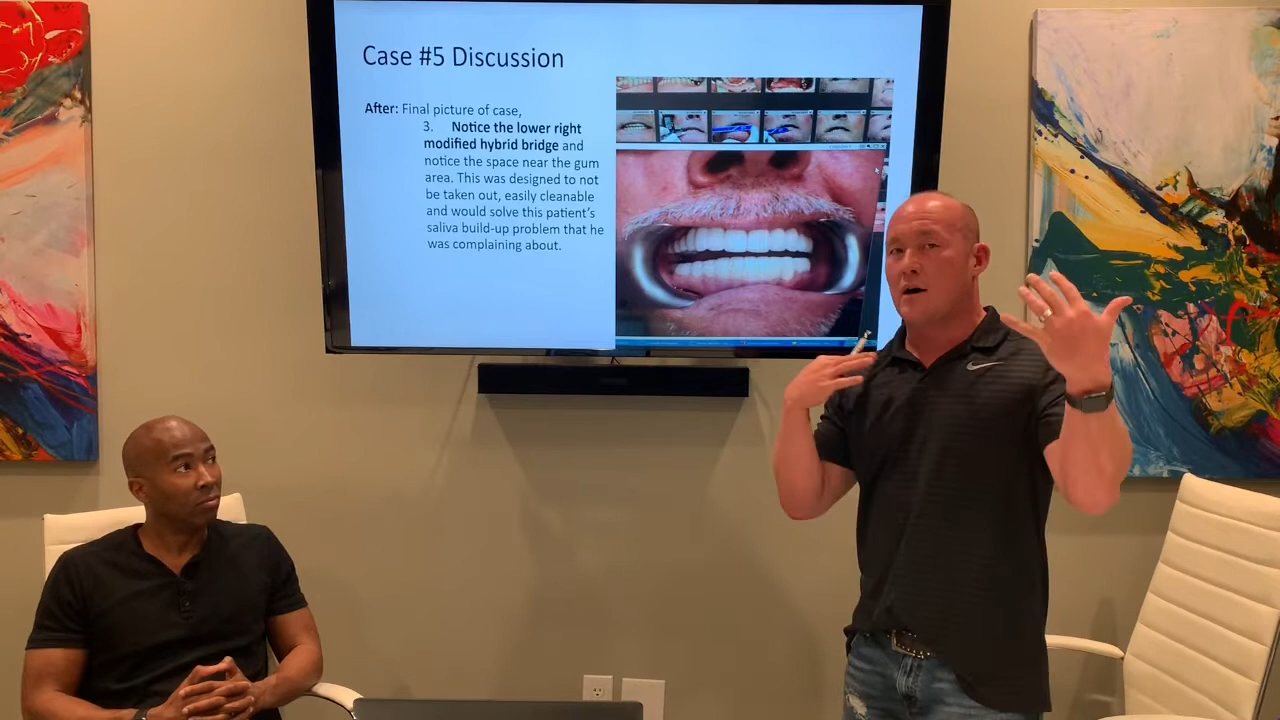 Case #5 Discussion
After: Final picture of case,
3. Notice the lower right
modified hybrid bridge and
notice the space near the gum
area. This was designed to not
be taken out, easily cleanable
and would solve this patient's
saliva build-up problem that he
was complaining about.